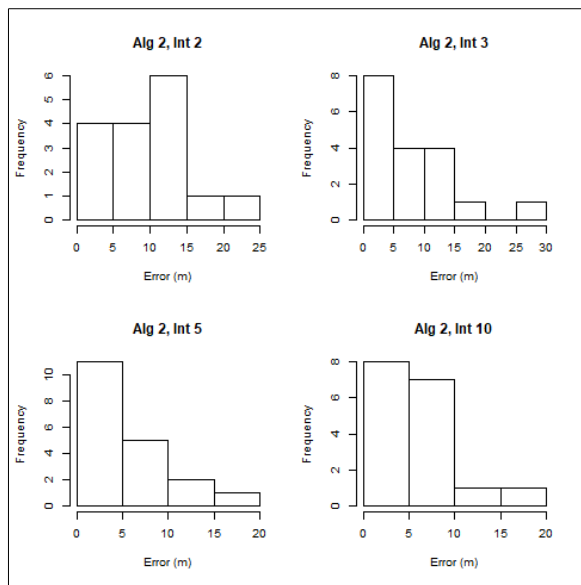 Alg 2, Int 2
Frequency
0 1 2 3 4 5 6
0 5 10 15 20 25
Error (m)
Alg 2, Int 3
Frequency
0 2 4 6 8
0 5 10 15 20 25 30
Error (m)
Alg 2, Int 5
Frequency
0 2 4 6 8 10
0 5 10 15 20
Error (m)
Alg 2, Int 10
Frequency
0 2 4 6 8
0 5 10 15 20
Error (m)